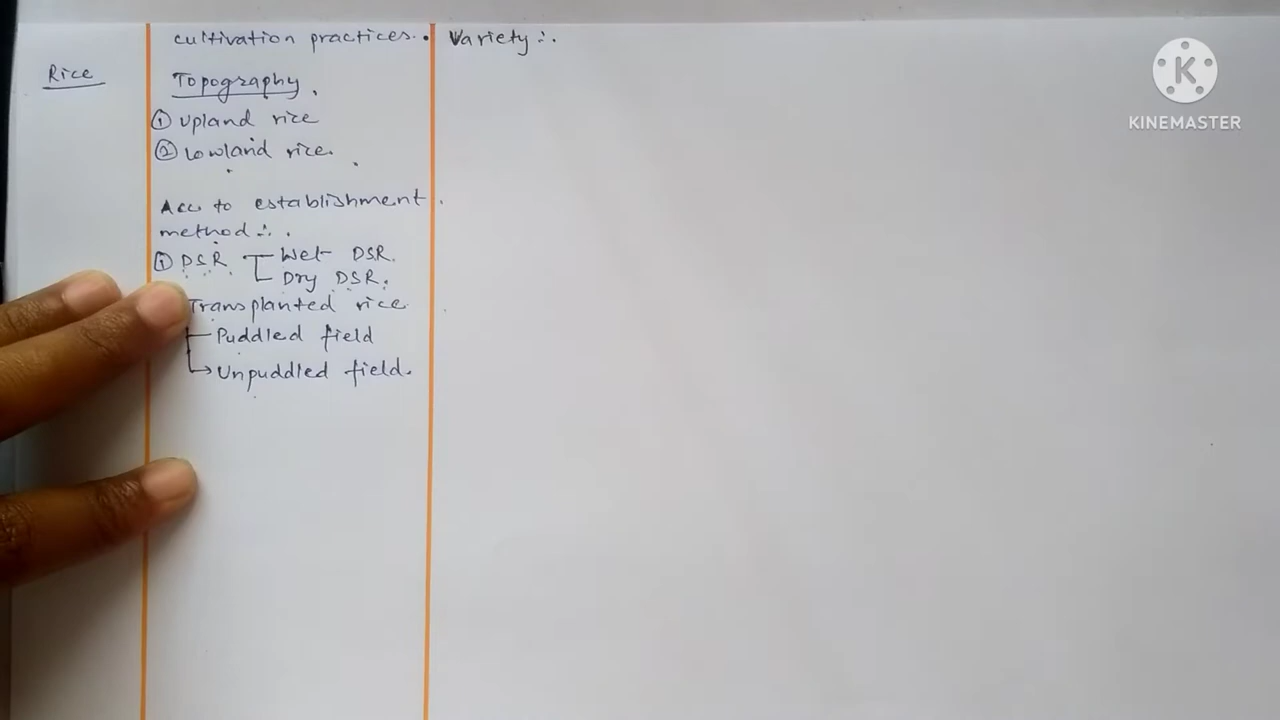 cultivation practices. Variety :.
Rice
Topography
① Upland rice
② Lowland rice.
Acc to establishment
method :.
① DSR Wet DSR.
Dry DSR.
Transplanted rice
Puddled field
Unpuddled field.
K
KINEMASTER